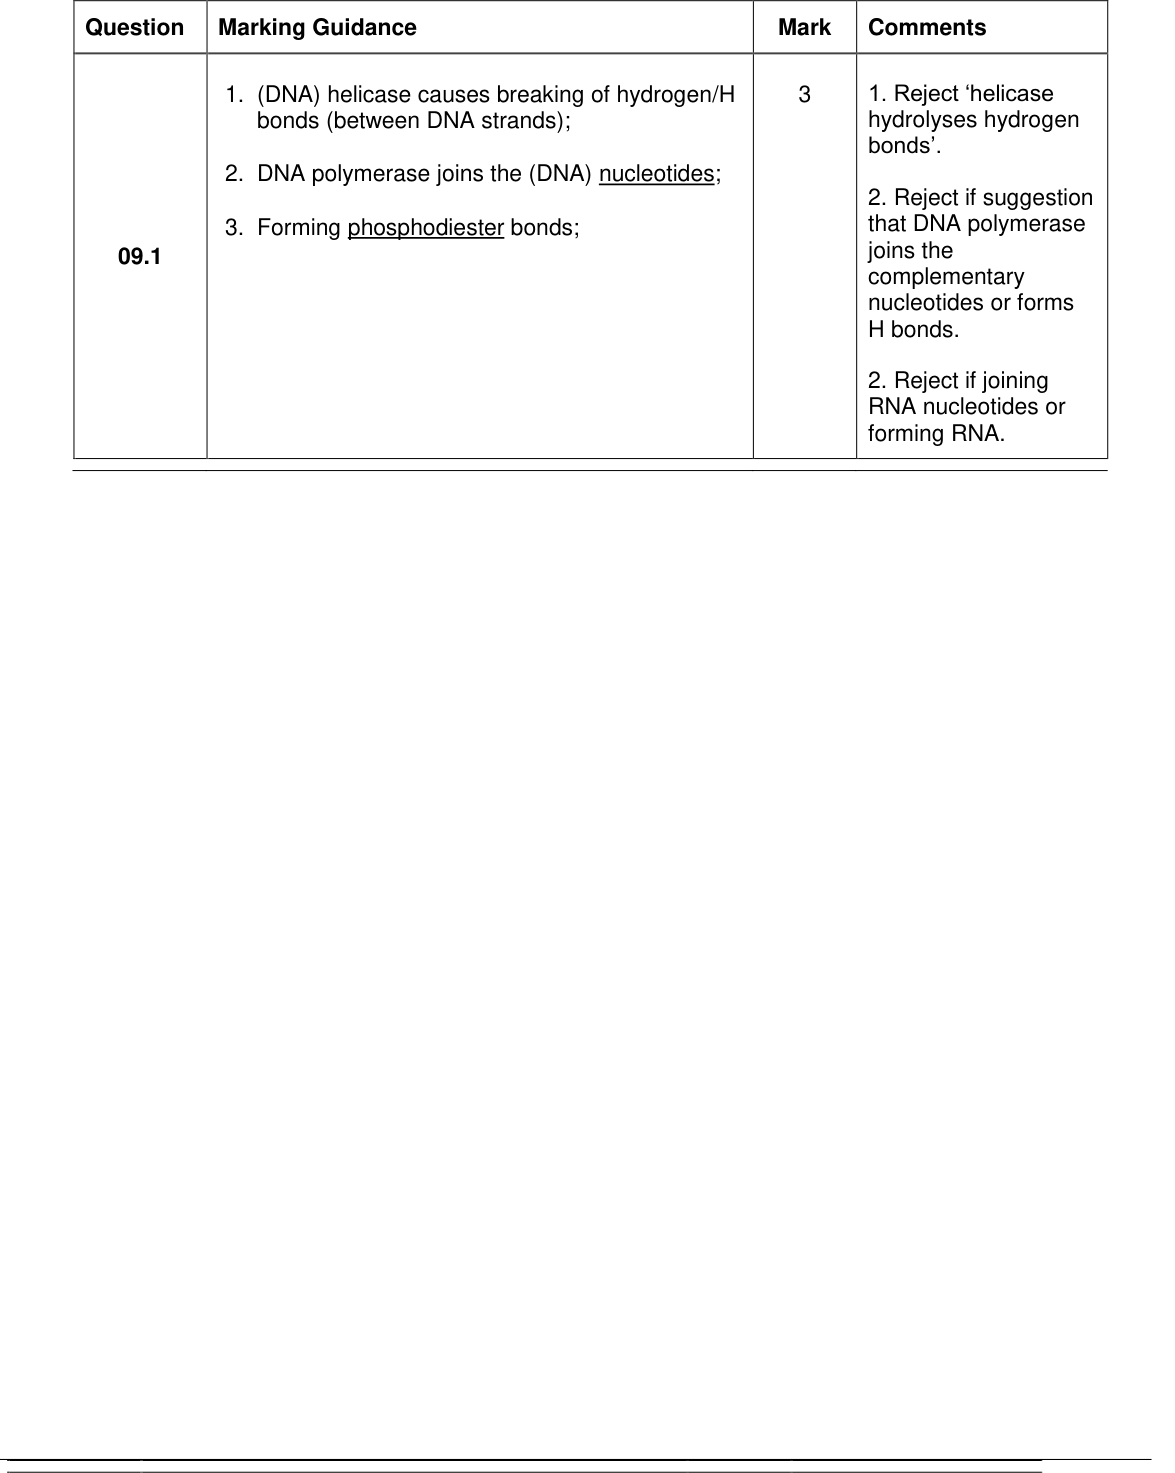 Question Marking Guidance Mark Comments
09.1
1. (DNA) helicase causes breaking of hydrogen/H
bonds (between DNA strands);
2. DNA polymerase joins the (DNA) nucleotides;
3. Forming phosphodiester bonds;
3
1. Reject ‘helicase
hydrolyses hydrogen
bonds’.
2. Reject if suggestion
that DNA polymerase
joins the
complementary
nucleotides or forms
H bonds.
2. Reject if joining
RNA nucleotides or
forming RNA.